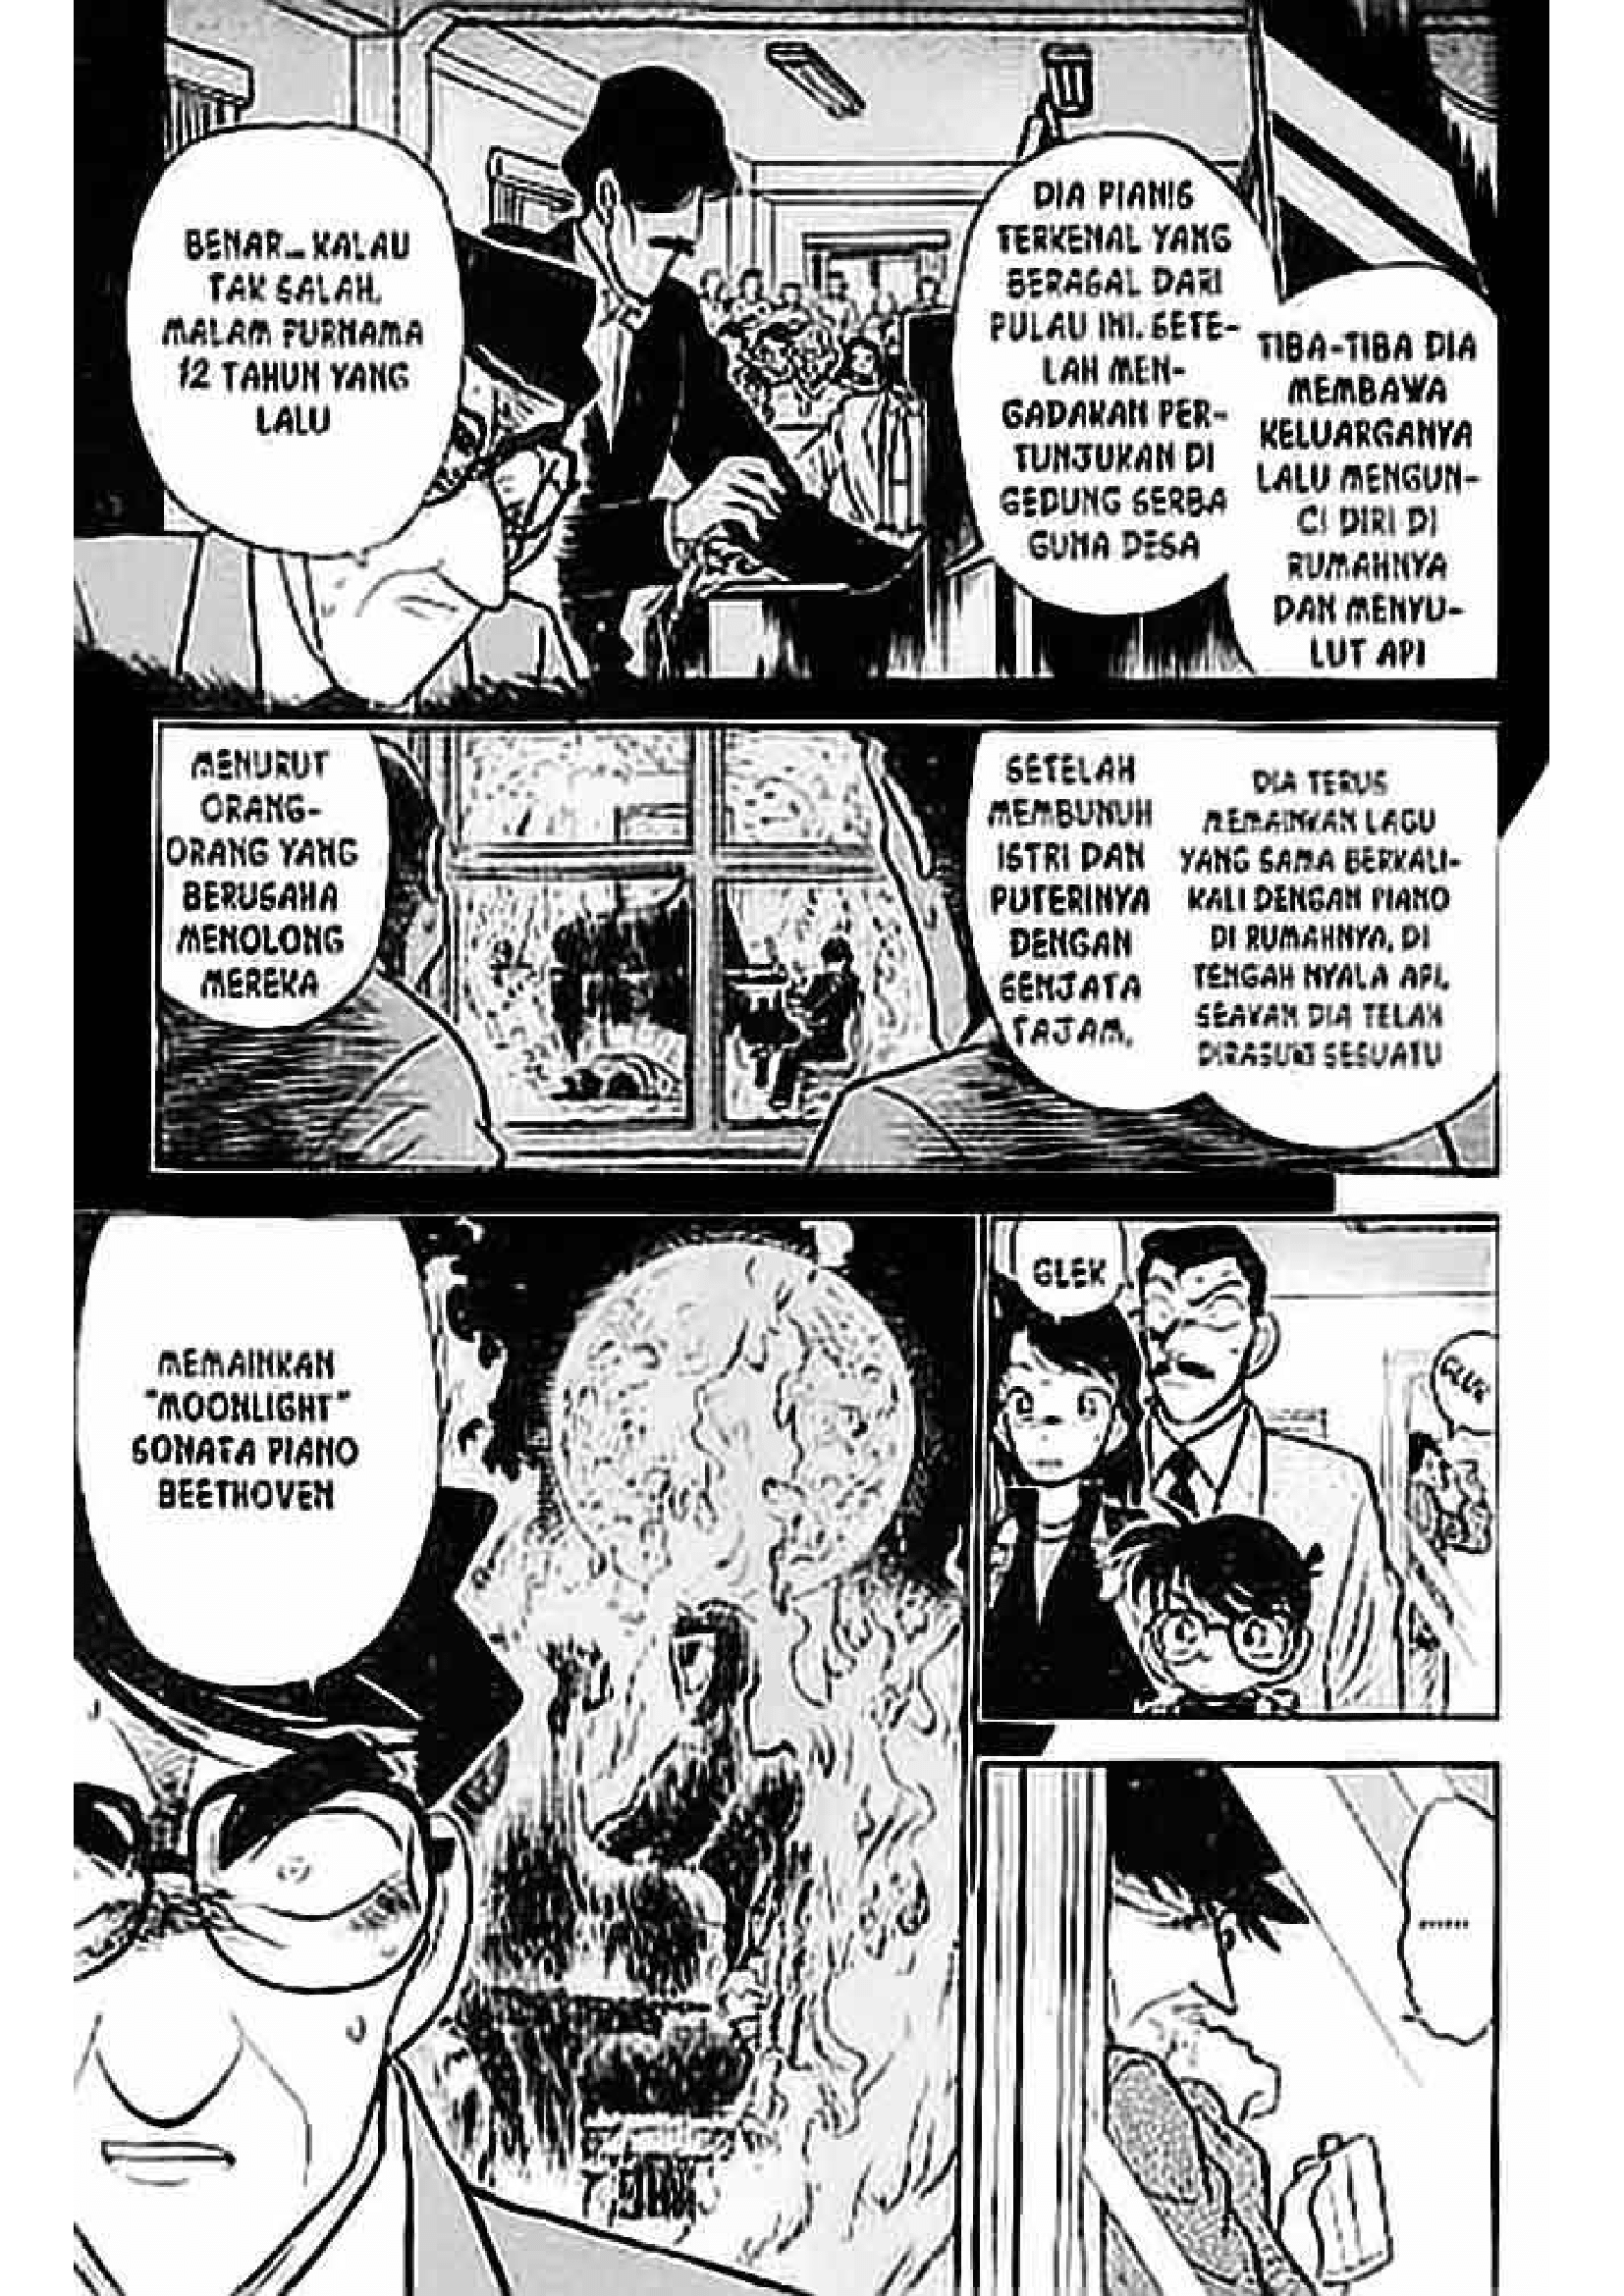 TIBA-TIBA DIA
MEMBAWA
KELUARGANYA
LALU MENGUN-
CI DIRI DI
RUMAHNYA
DAN MENYU-
LUT API
DIA PIANIS
TERKENAL YANG
BERASAL DARI
PULAU INI. SETE-
LAH MEN-
GADAKAN PER-
TUNJUKAN DI
GEDUNG SERBA
GUNA DESA
BENAR... KALAU
TAK SALAH,
MALAM PURNAMA
12 TAHUN YANG
LALU
DIA TERUS
MEMAINKAN LAGU
YANG SAMA BERKALI-
KALI DENGAN PIANO
DI RUMAHNYA, DI
TENGAH NYALA API,
SEAKAN DIA TELAH
DIRASUKI SESUATU
SETELAH
MEMBUNUH
ISTRI DAN
PUTERINYA
DENGAN
SENJATA
TAJAM,
MENURUT
ORANG-
ORANG YANG
BERUSAHA
MENOLONG
MEREKA
GLEK
GLEK
......
MEMAINKAN
"MOONLIGHT"
SONATA PIANO
BEETHOVEN